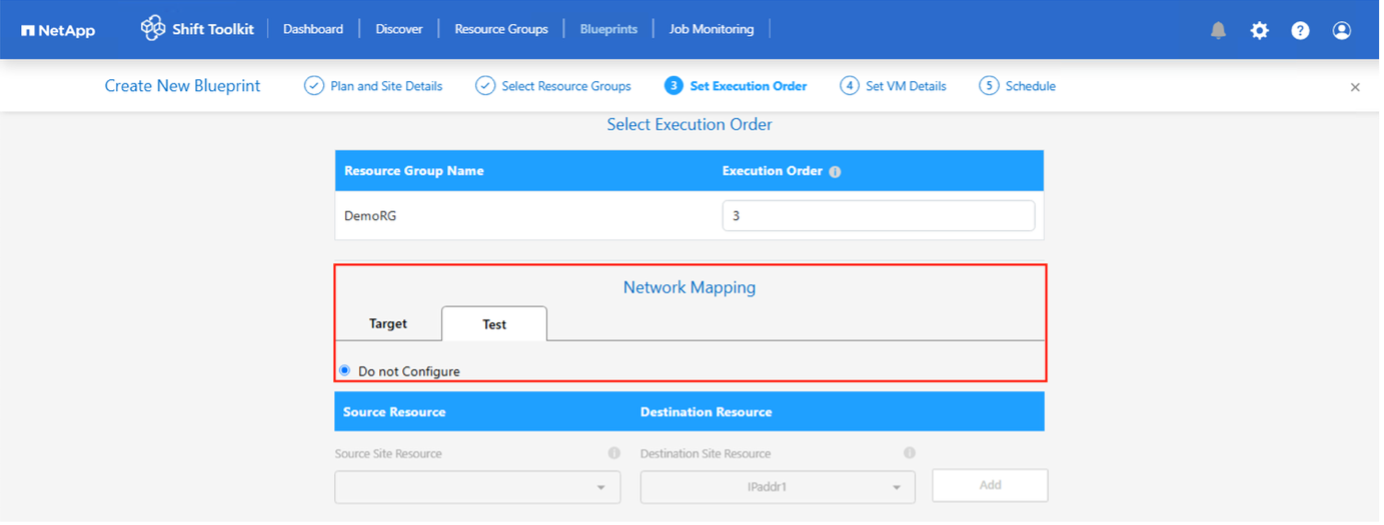 NetApp Shift Toolkit Dashboard Discover Resource Groups Blueprints Job Monitoring ?
Create New Blueprint Plan and Site Details Select Resource Groups 3 Set Execution Order 4 Set VM Details 5 Schedule ×
Select Execution Order
Resource Group Name Execution Order i
DemoRG 3
Network Mapping
Target Test
Do not Configure
Source Resource Destination Resource
Source Site Resource i Destination Site Resource i
IPaddr1 Add